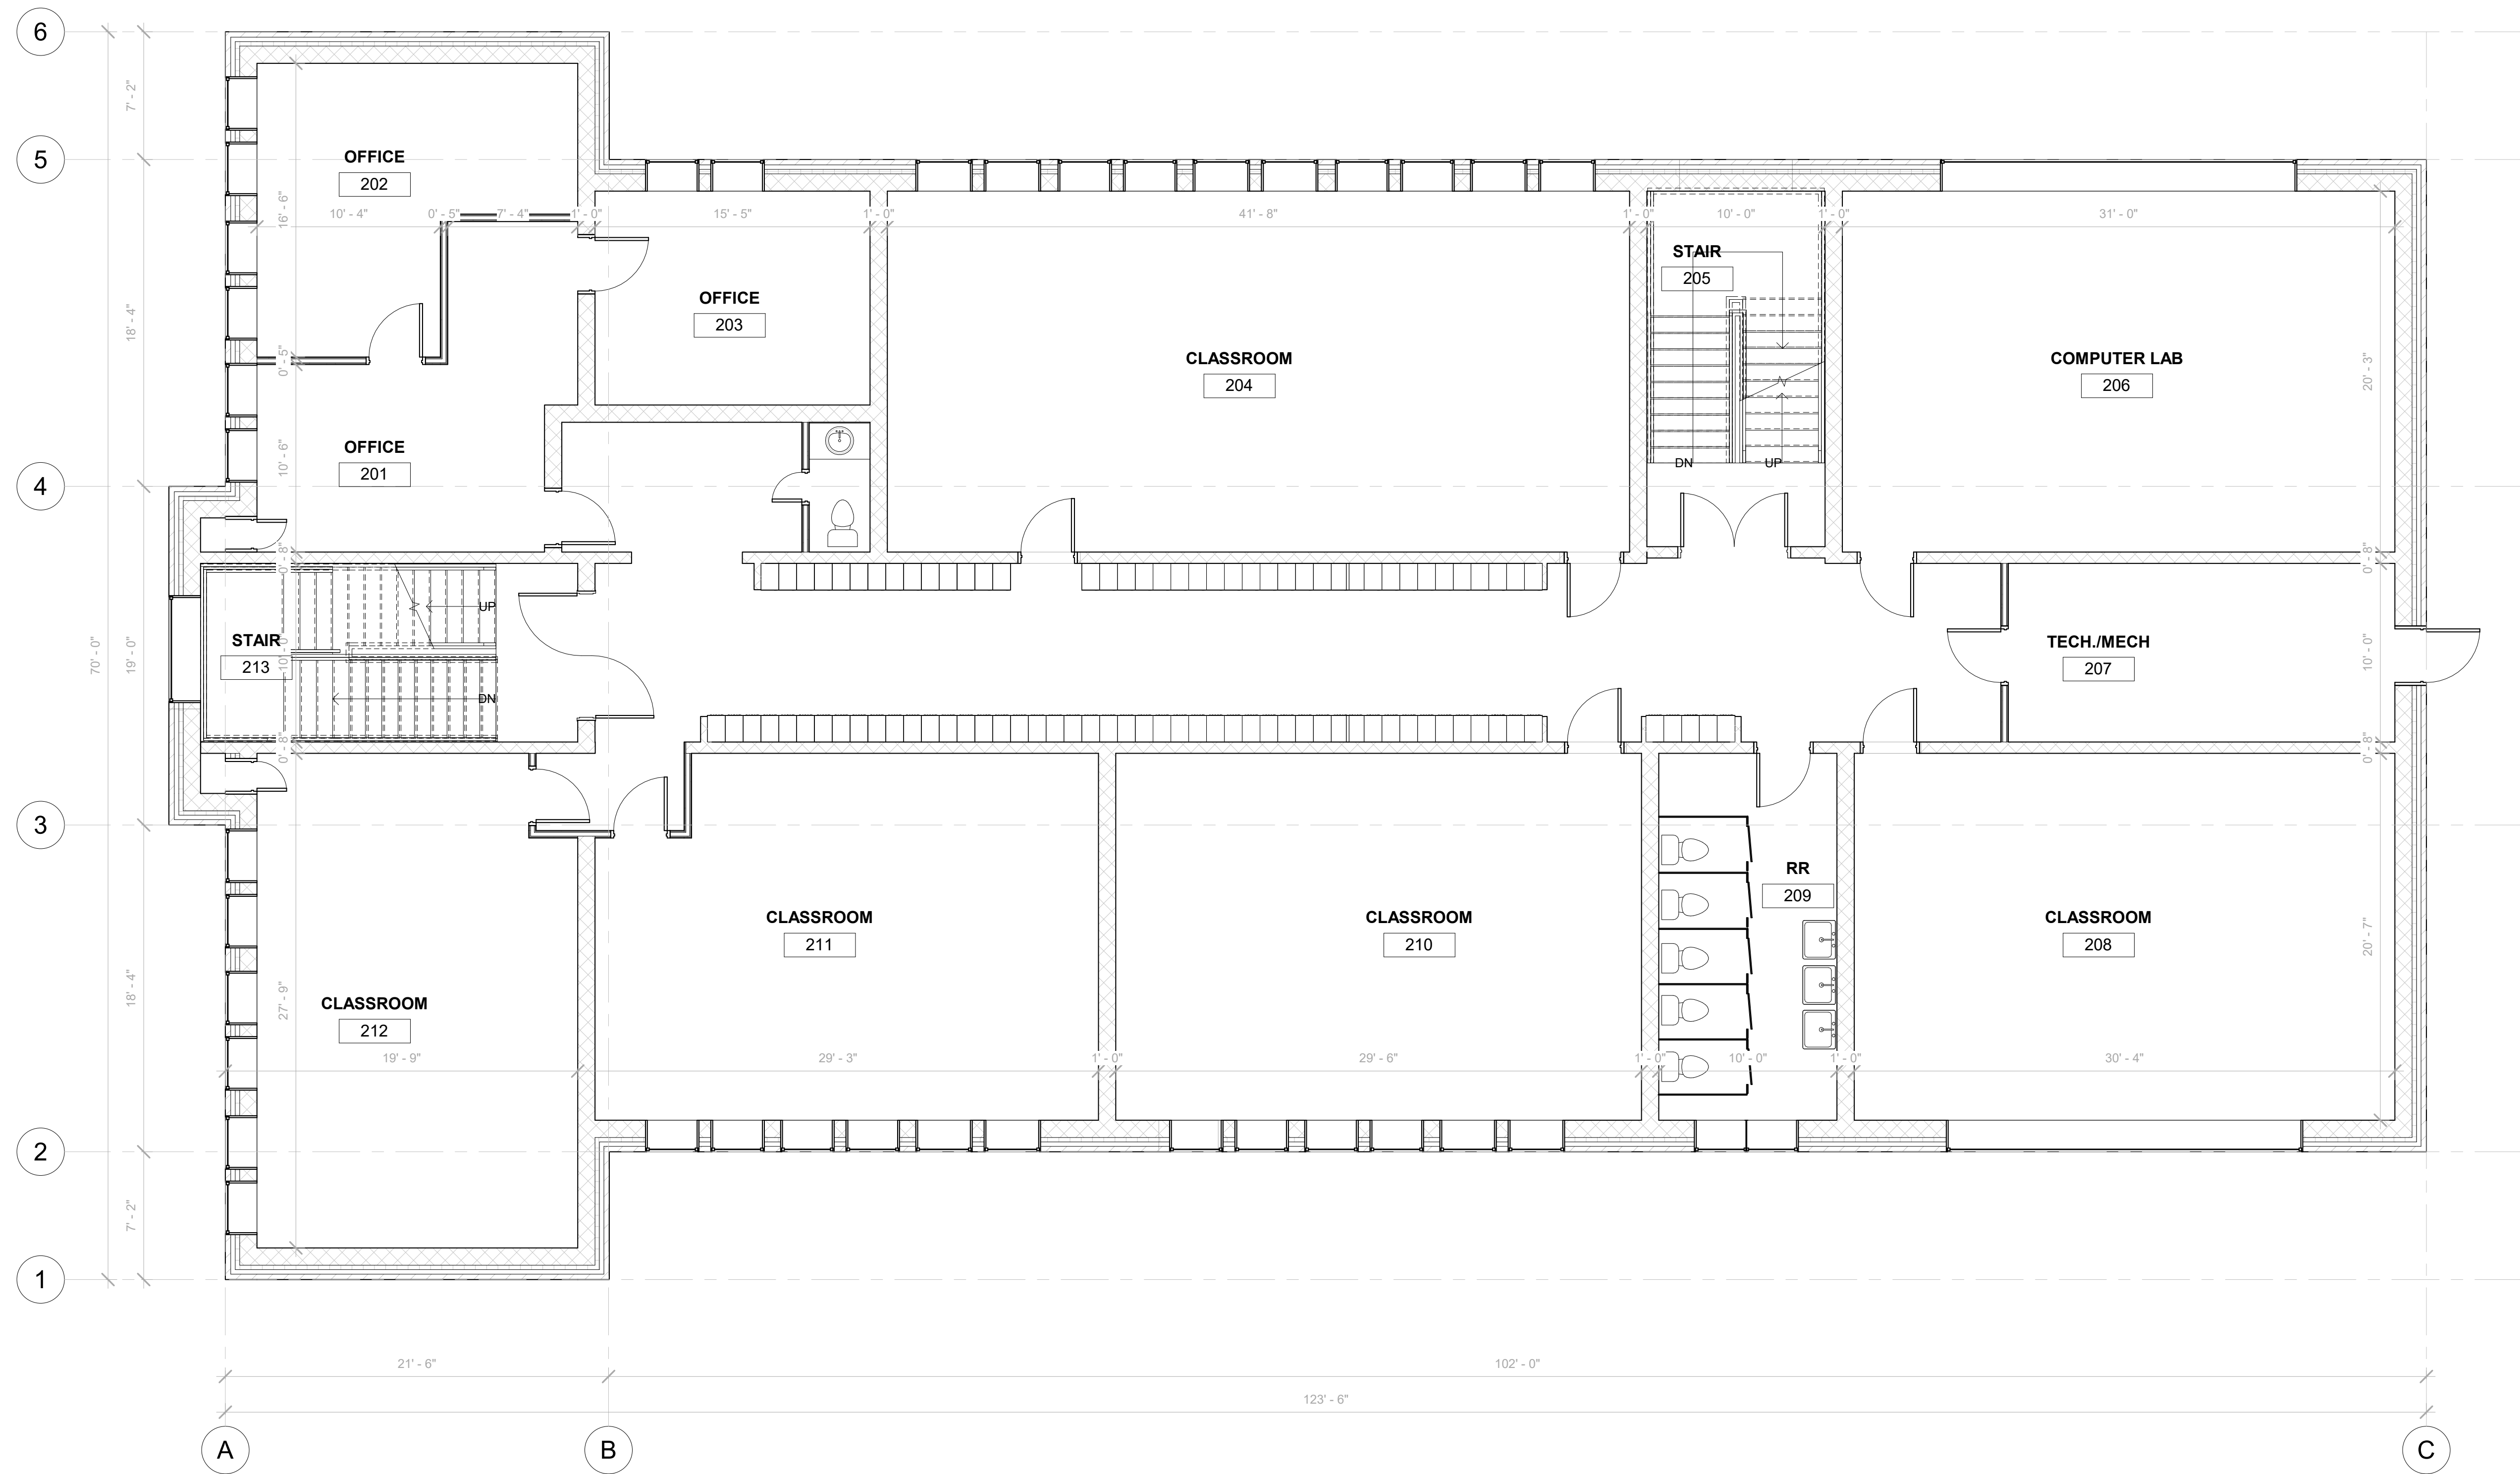 6
7' - 2"
5
OFFICE
202
16' - 6"
10' - 4"
0' - 5"
7' - 4"
1' - 0"
15' - 5"
1' - 0"
41' - 8"
1' - 0"
10' - 0"
1' - 0"
31' - 0"
STAIR
205
OFFICE
203
18' - 4"
0' - 5"
CLASSROOM
204
COMPUTER LAB
206
20' - 3"
OFFICE
201
10' - 6"
DN
UP
4
0' - 8"
0' - 8"
UP
STAIR
213
10' - 0"
DN
70' - 0"
19' - 0"
TECH./MECH
207
10' - 0"
0' - 8"
0' - 8"
3
RR
209
CLASSROOM
211
CLASSROOM
210
CLASSROOM
208
20' - 7"
18' - 4"
CLASSROOM
212
27' - 9"
19' - 9"
29' - 3"
1' - 0"
29' - 6"
1' - 0"
10' - 0"
1' - 0"
30' - 4"
2
7' - 2"
1
21' - 6"
102' - 0"
123' - 6"
A
B
C